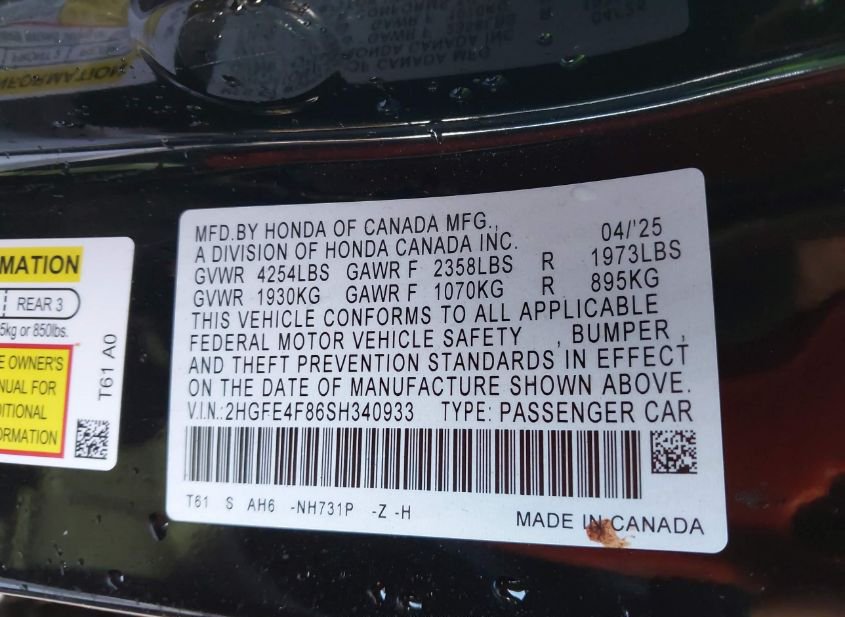 MFD.BY HONDA OF CANADA MFG., 04/'25
A DIVISION OF HONDA CANADA INC.
GVWR 4254LBS GAWR F 2358LBS R 1973LBS
GVWR 1930KG GAWR F 1070KG R 895KG
THIS VEHICLE CONFORMS TO ALL APPLICABLE
FEDERAL MOTOR VEHICLE SAFETY , BUMPER ,
AND THEFT PREVENTION STANDARDS IN EFFECT
ON THE DATE OF MANUFACTURE SHOWN ABOVE.
V.I.N.:2HGFE4F86SH340933 TYPE: PASSENGER CAR
T61 S AH6 -NH731P -Z -H
MADE IN CANADA
MATION
REAR 3
5kg or 850lbs.
E OWNER'S
NUAL FOR
DITIONAL
ORMATION
T61 A0